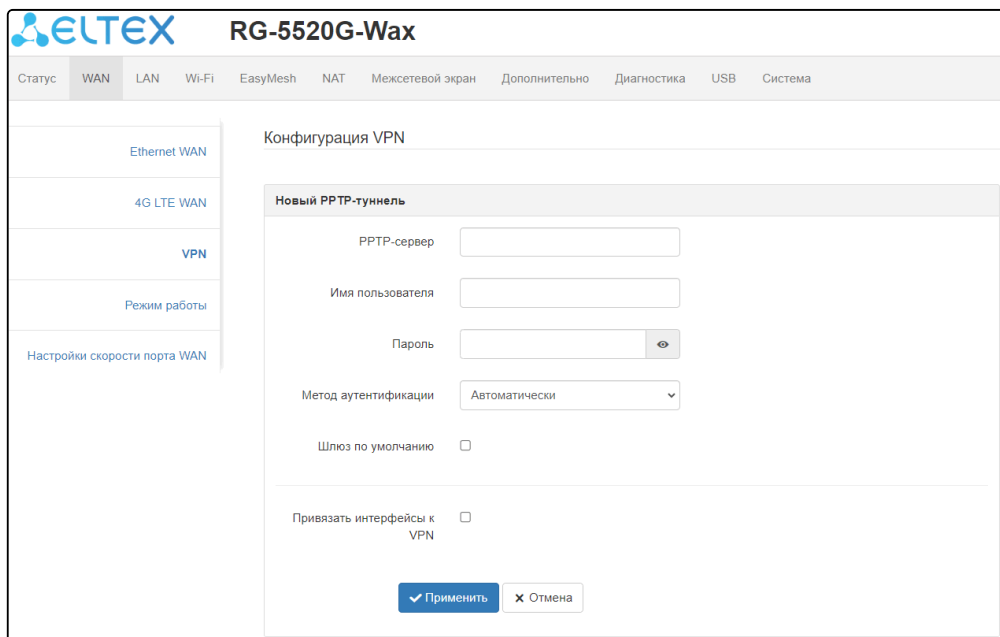 ELTEX RG-5520G-Wax
Статус WAN LAN Wi-Fi EasyMesh NAT Межсетевой экран Дополнительно Диагностика USB Система
Ethernet WAN
4G LTE WAN
VPN
Режим работы
Настройки скорости порта WAN
Конфигурация VPN
Новый PPTP-туннель
PPTP-сервер
Имя пользователя
Пароль
Метод аутентификации Автоматически
Шлюз по умолчанию
Привязать интерфейсы к
VPN
Применить Отмена